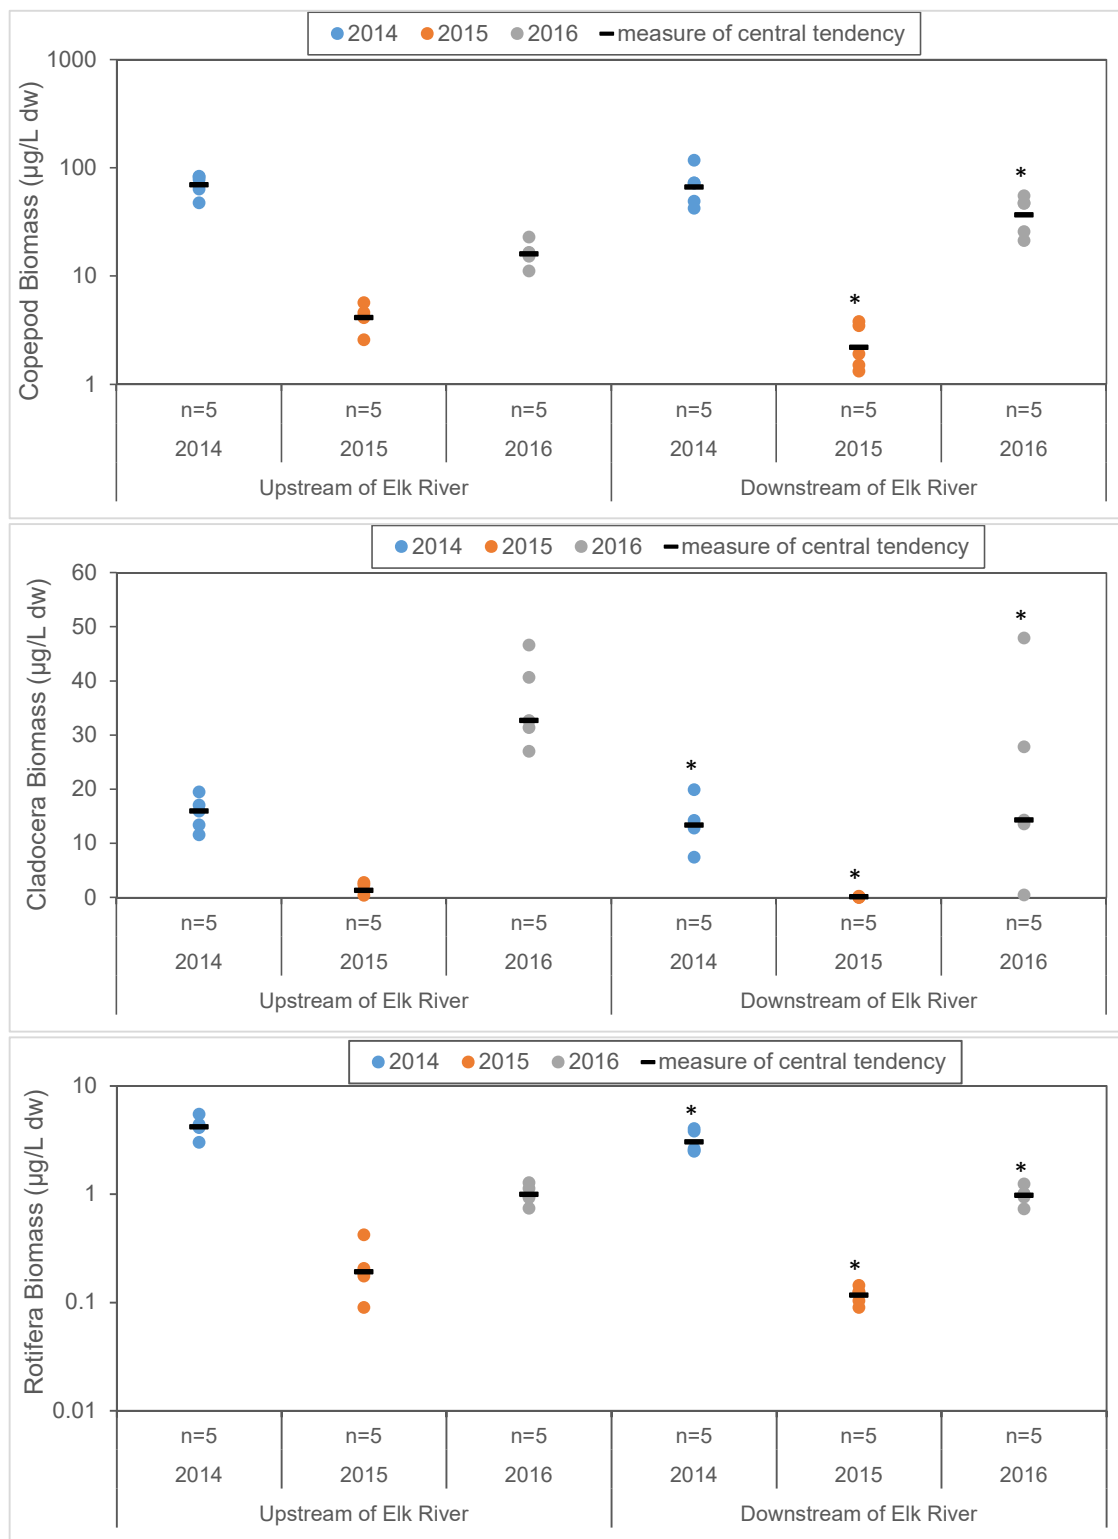 2014 2015 2016 measure of central tendency
Copepod Biomass (µg/L dw)
1000
100
10
1
*
*
n=5 n=5 n=5 n=5 n=5 n=5
2014 2015 2016 2014 2015 2016
Upstream of Elk River Downstream of Elk River
2014 2015 2016 measure of central tendency
Cladocera Biomass (µg/L dw)
60
50
40
30
20
10
0
*
*
*
n=5 n=5 n=5 n=5 n=5 n=5
2014 2015 2016 2014 2015 2016
Upstream of Elk River Downstream of Elk River
2014 2015 2016 measure of central tendency
Rotifera Biomass (µg/L dw)
10
1
0.1
0.01
*
*
*
n=5 n=5 n=5 n=5 n=5 n=5
2014 2015 2016 2014 2015 2016
Upstream of Elk River Downstream of Elk River